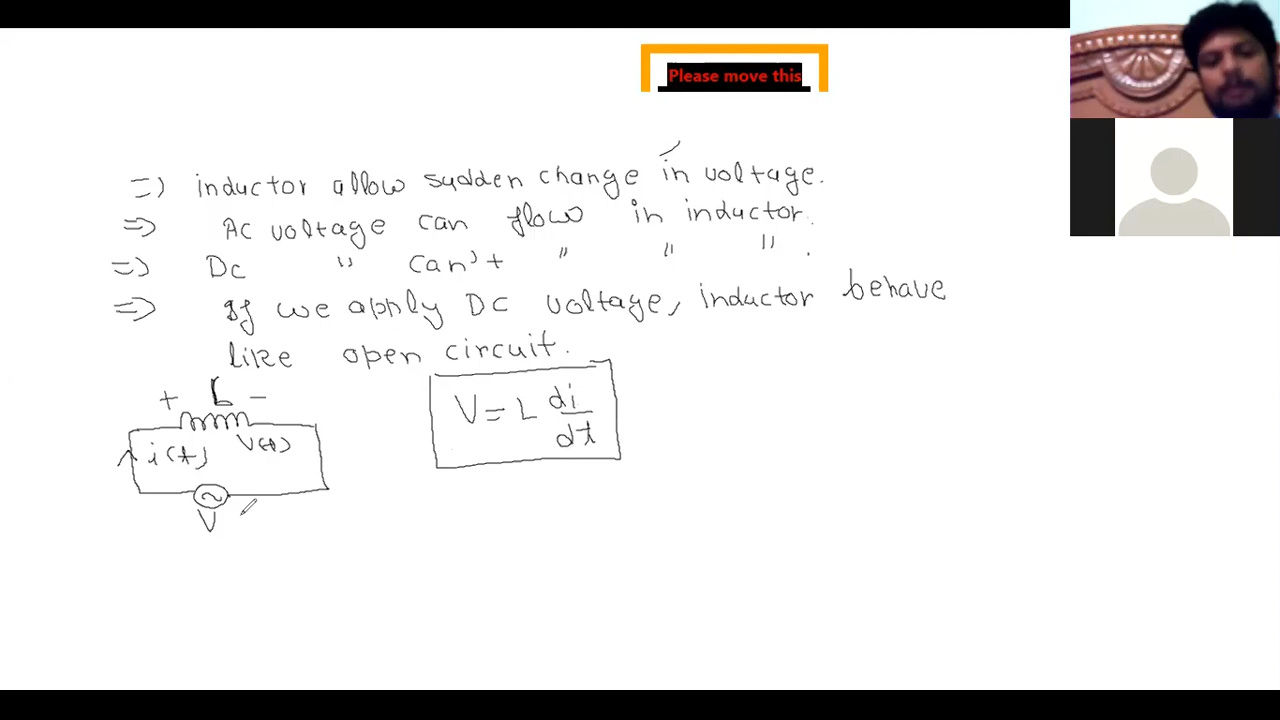 Please move this
=> inductor allow sudden change in voltage.
=> AC voltage can flow in inductor.
=> DC " can't " " ".
=> If we apply DC voltage, inductor behave
like open circuit.
+ L -
i(t) V(t)
V
V = L di/dt